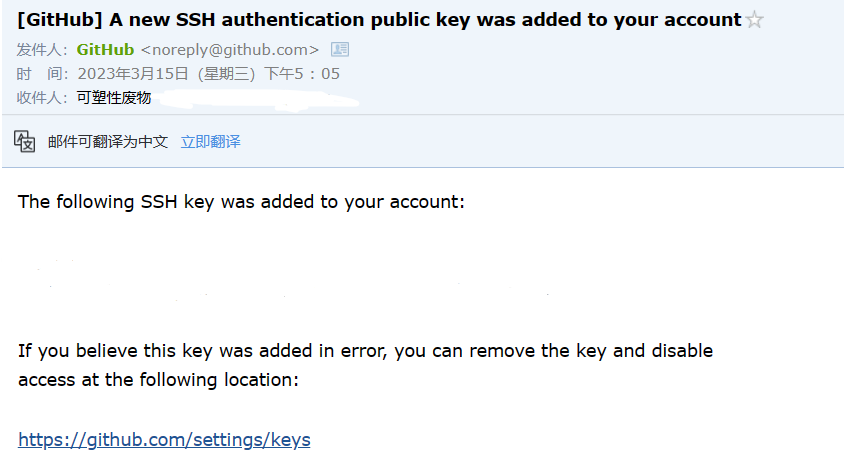 [GitHub] A new SSH authentication public key was added to your account
发件人：GitHub <noreply@github.com>
时　间：2023年3月15日（星期三）下午5：05
收件人：可塑性废物
邮件可翻译为中文 立即翻译
The following SSH key was added to your account:
If you believe this key was added in error, you can remove the key and disable
access at the following location:
https://github.com/settings/keys